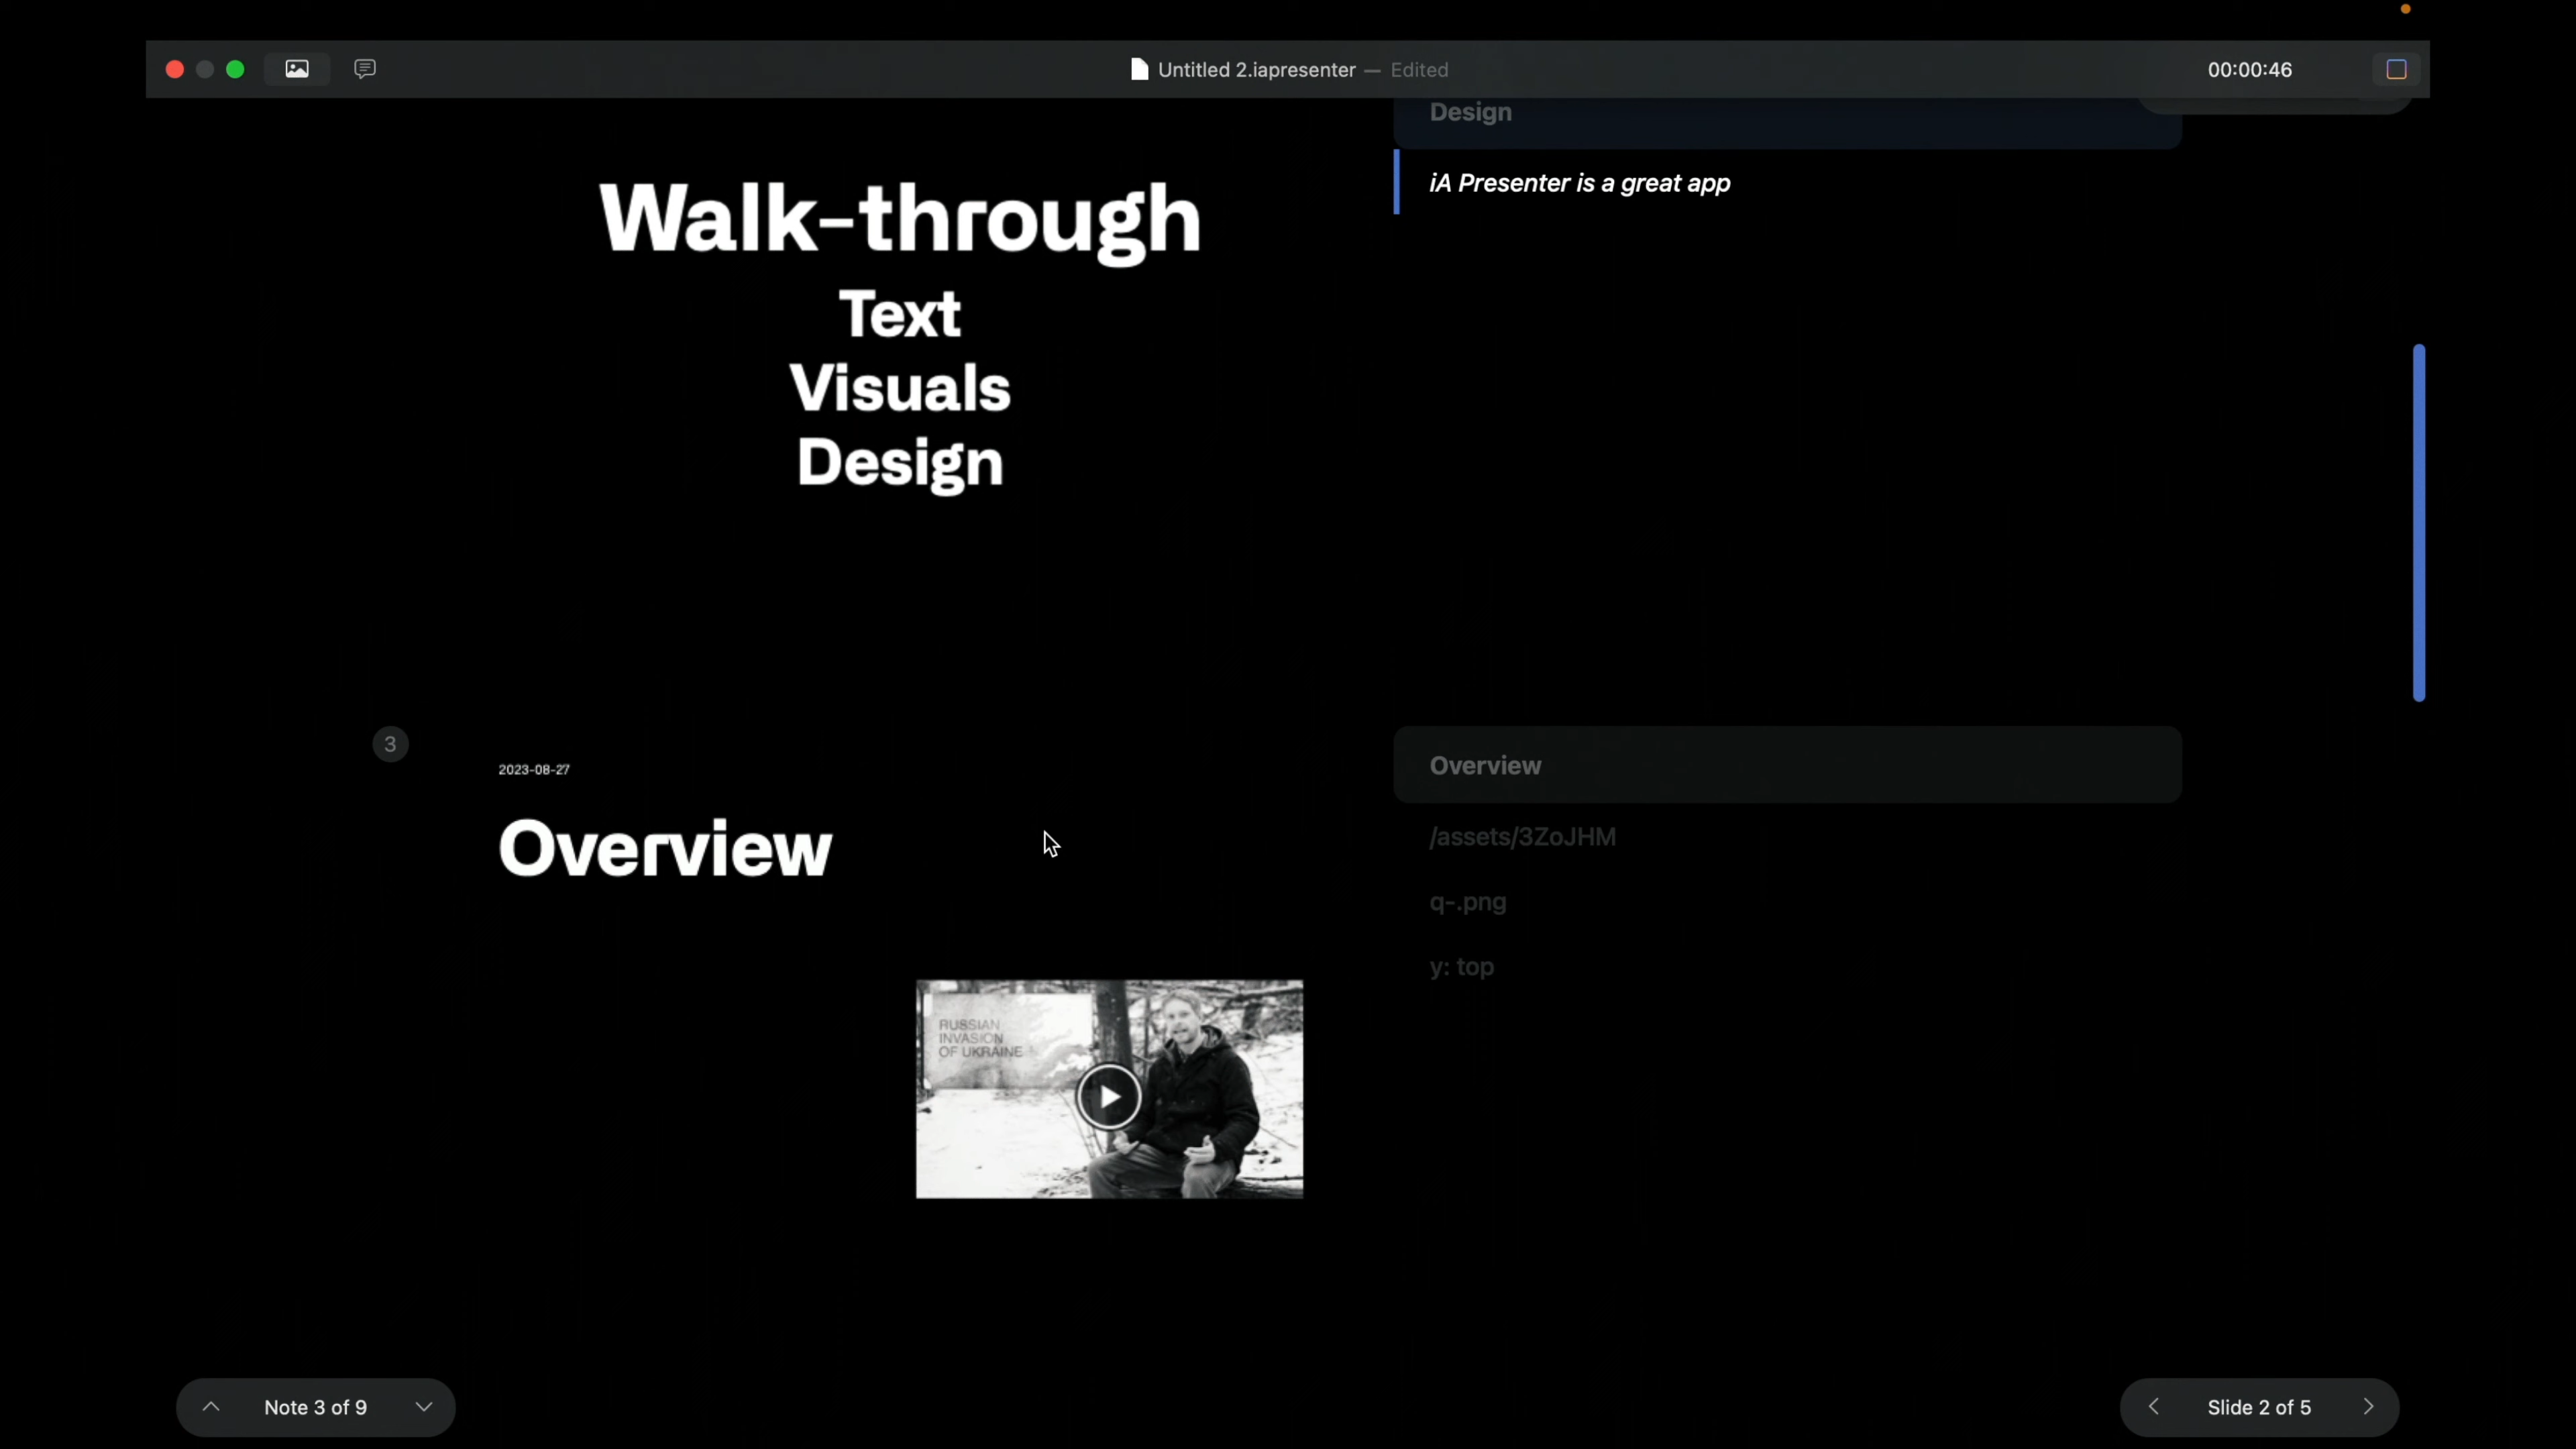 Untitled 2.iapresenter — Edited
00:00:46
Walk-through
Text
Visuals
Design
Design
iA Presenter is a great app
3
2023-08-27
Overview
RUSSIAN
INVASION
OF UKRAINE
Overview
/assets/3ZoJHM
q-.png
y: top
Note 3 of 9
Slide 2 of 5